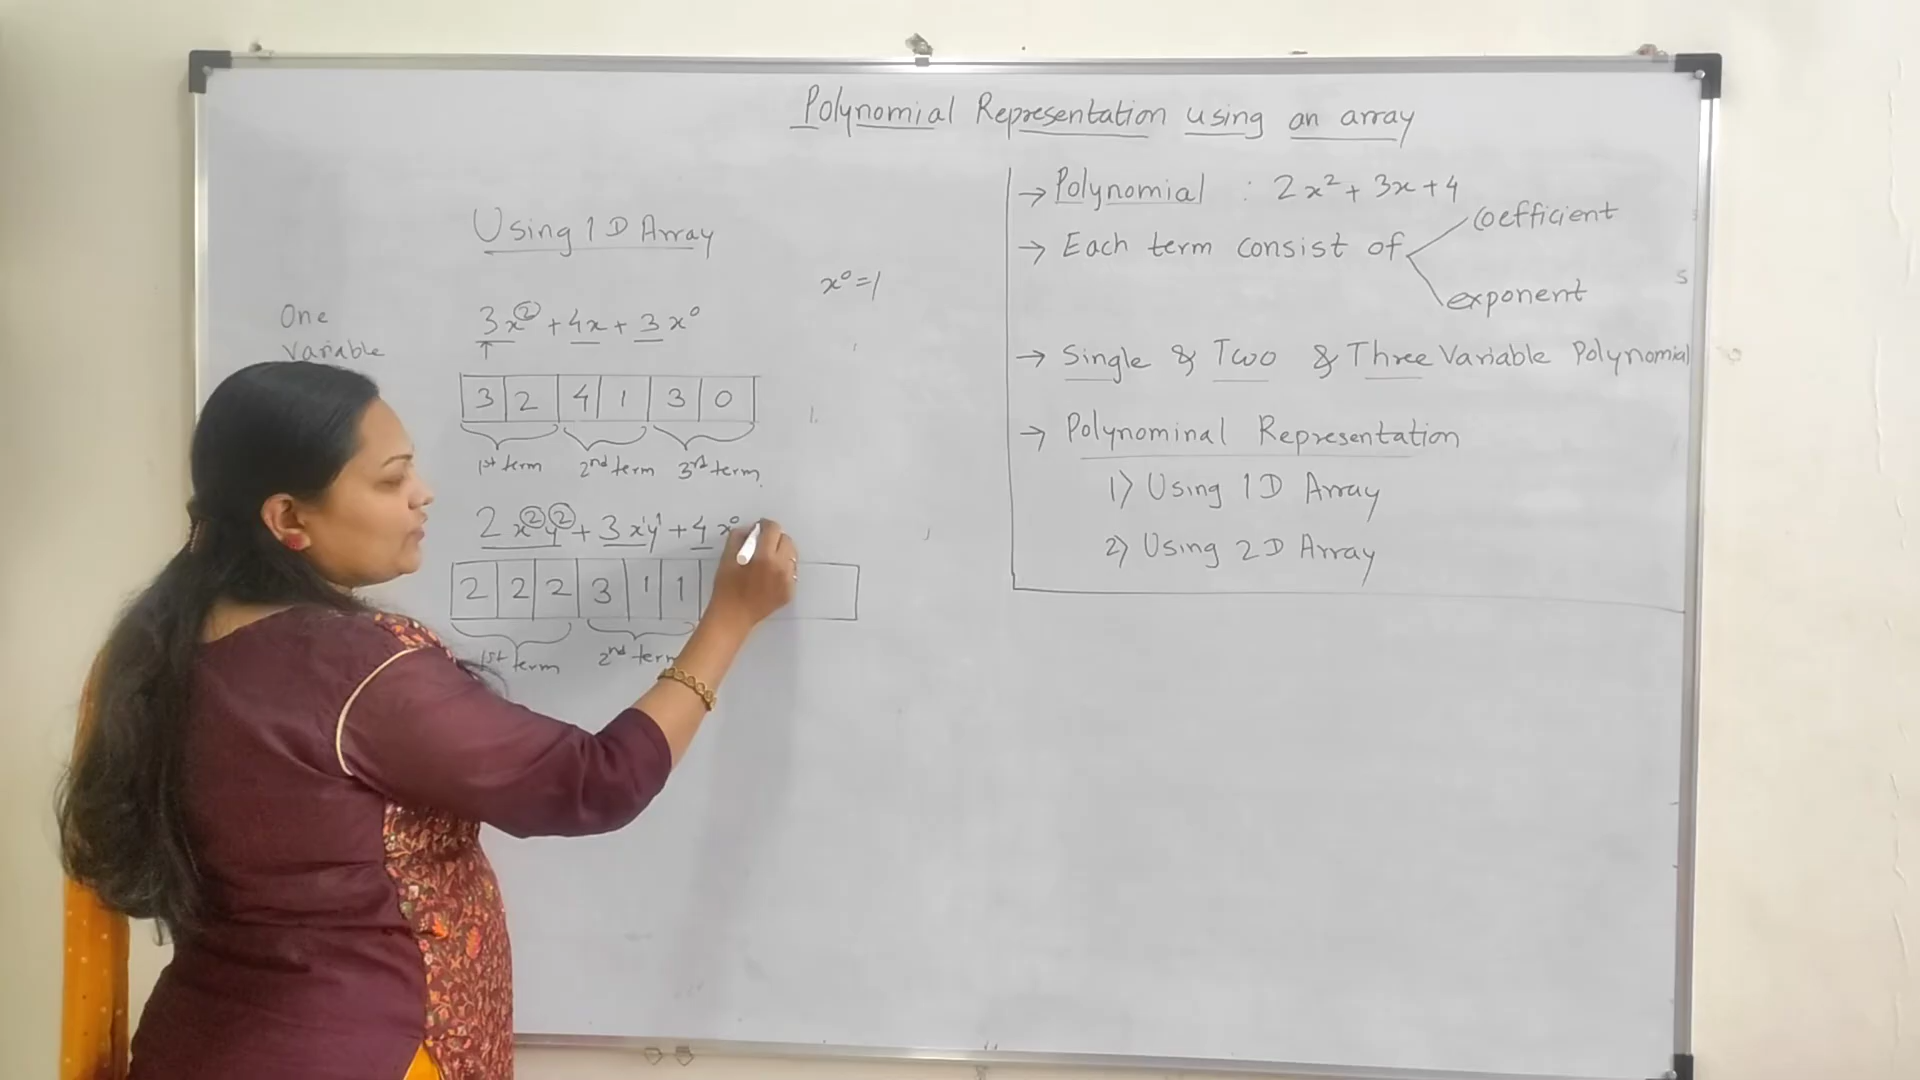 Polynomial Representation using an array
Using 1D Array
x⁰=1
One
Variable
3x² + 4x + 3x⁰
3 2 4 1 3 0
1st term 2nd term 3rd term
2x²y² + 3x¹y¹ + 4x⁰
2 2 2 3 1 1
1st term 2nd term
→ Polynomial : 2x² + 3x + 4
→ Each term consist of
coefficient
exponent
→ Single & Two & Three Variable Polynomial
→ Polynominal Representation
1) Using 1D Array
2) Using 2D Array